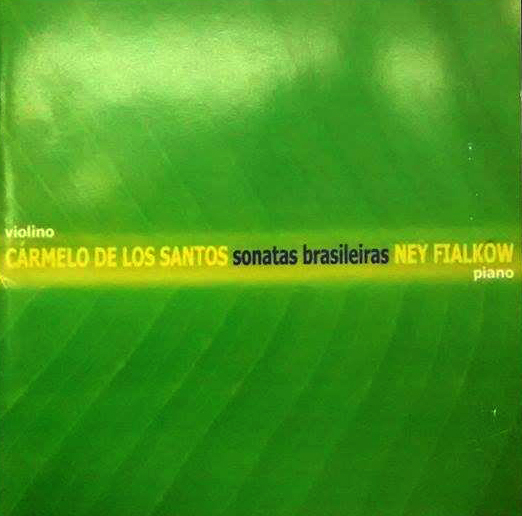 violino
CÁRMELO DE LOS SANTOS sonatas brasileiras NEY FIALKOW
piano